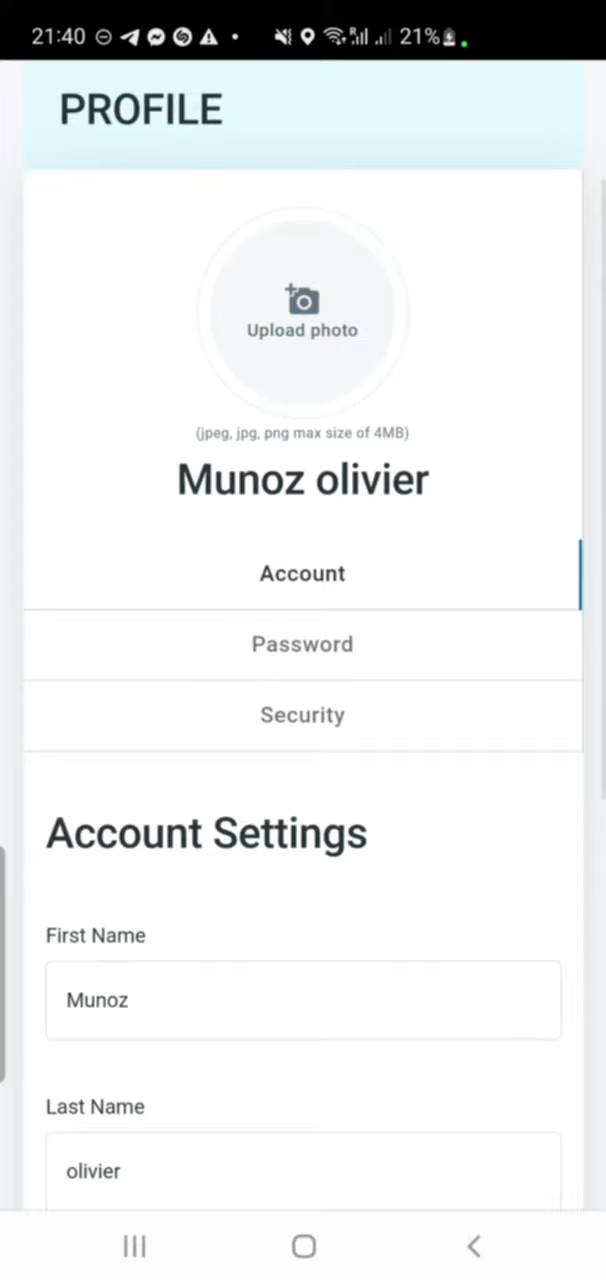 21:40 21%
PROFILE
Upload photo
(jpeg, jpg, png max size of 4MB)
Munoz olivier
Account
Password
Security
Account Settings
First Name
Munoz
Last Name
olivier